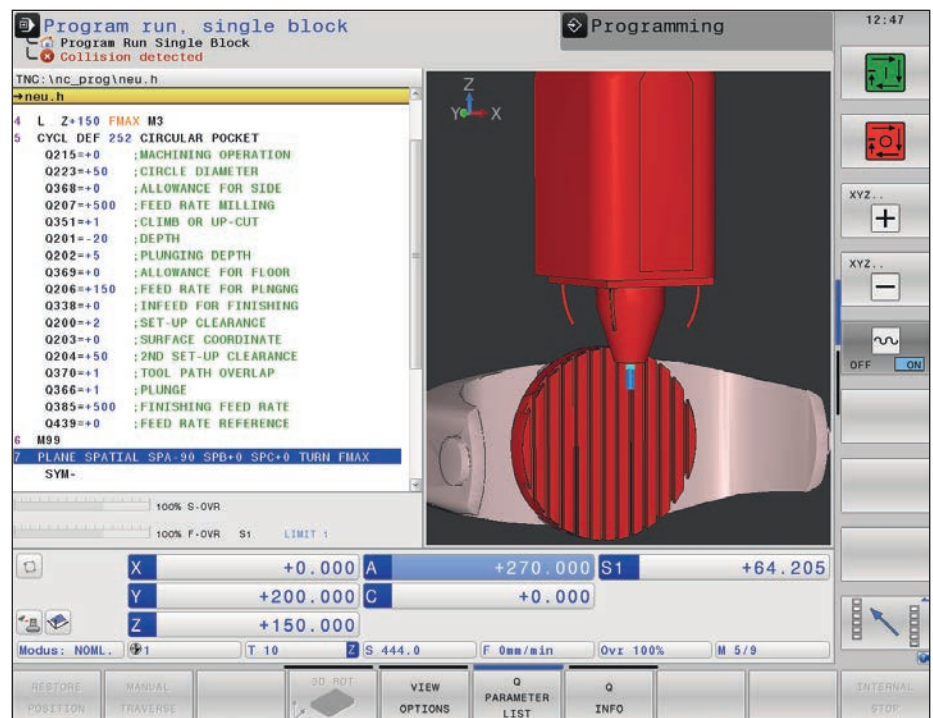 Program run, single block
Programming
12:47
Program Run Single Block
Collision detected
TNC:\nc_prog\neu.h
→neu.h
4 L Z+150 FMAX M3
5 CYCL DEF 252 CIRCULAR POCKET
Q215=+0 ;MACHINING OPERATION
Q223=+50 ;CIRCLE DIAMETER
Q368=+0 ;ALLOWANCE FOR SIDE
Q207=+500 ;FEED RATE MILLING
Q351=+1 ;CLIMB OR UP-CUT
Q201=-20 ;DEPTH
Q202=+5 ;PLUNGING DEPTH
Q369=+0 ;ALLOWANCE FOR FLOOR
Q206=+150 ;FEED RATE FOR PLNGNG
Q338=+0 ;INFEED FOR FINISHING
Q200=+2 ;SET-UP CLEARANCE
Q203=+0 ;SURFACE COORDINATE
Q204=+50 ;2ND SET-UP CLEARANCE
Q370=+1 ;TOOL PATH OVERLAP
Q366=+1 ;PLUNGE
Q385=+500 ;FINISHING FEED RATE
Q439=+0 ;FEED RATE REFERENCE
6 M99
7 PLANE SPATIAL SPA-90 SPB+0 SPC+0 TURN FMAX
SYM-
Z
Y X
XYZ..
+
XYZ..
−
OFF ON
100% S-OVR
100% F-OVR S1 LIMIT 1
X +0.000 A +270.000 S1 +64.205
Y +200.000 C +0.000
Z +150.000
Modus: NOML. 1 T 10 Z S 444.0 F 0mm/min Ovr 100% M 5/9
RESTORE POSITION
MANUAL TRAVERSE
3D ROT
VIEW OPTIONS
Q PARAMETER LIST
Q INFO
INTERNAL STOP